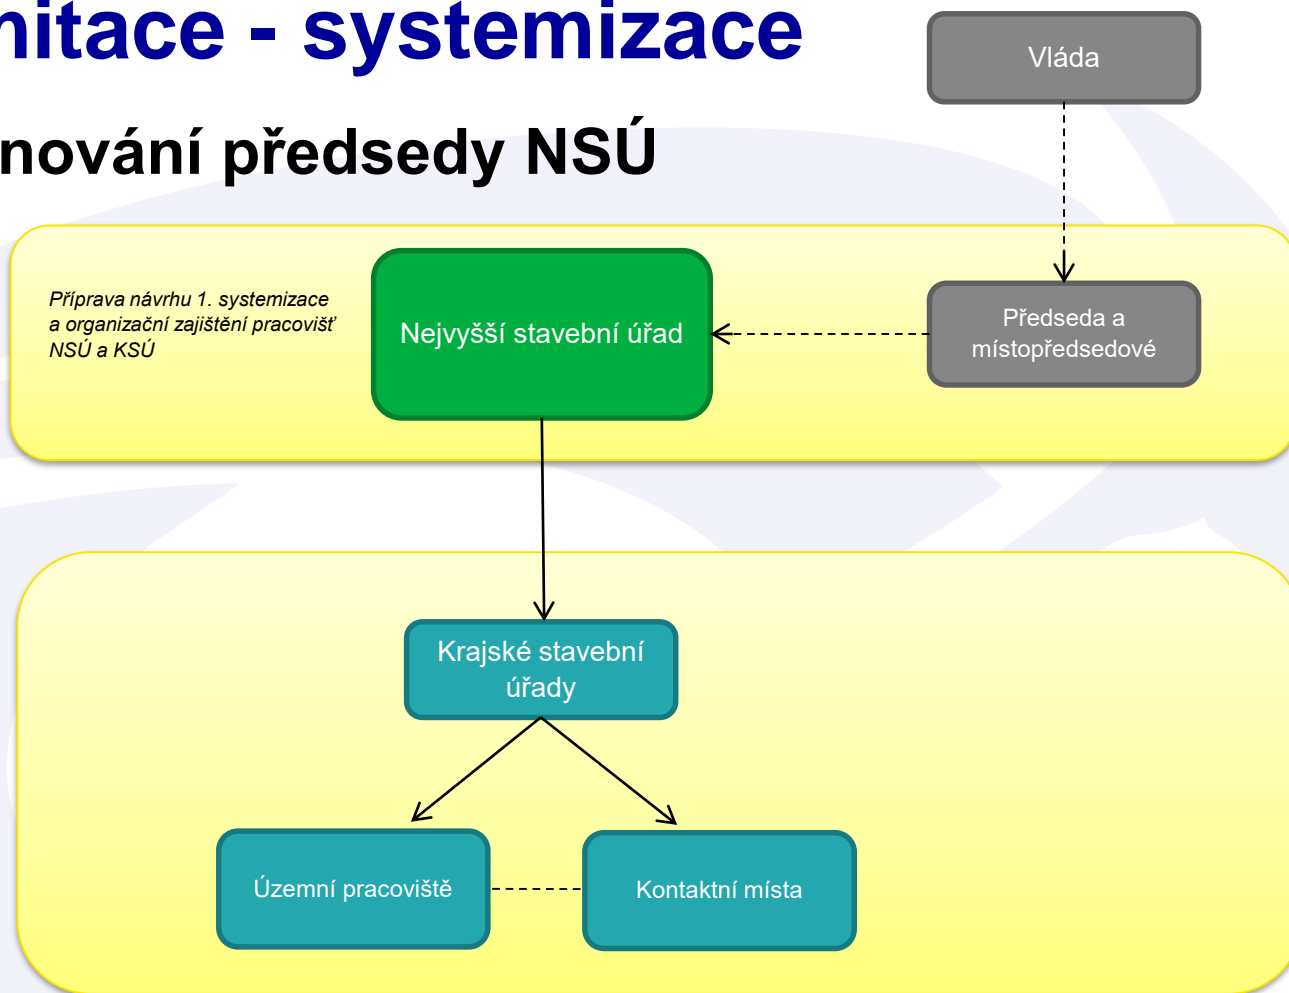 nitace - systemizace
nování předsedy NSÚ
Vláda
Příprava návrhu 1. systemizace
a organizační zajištění pracovišť
NSÚ a KSÚ
Nejvyšší stavební úřad
Předseda a
místopředsedové
Krajské stavební
úřady
Územní pracoviště
Kontaktní místa